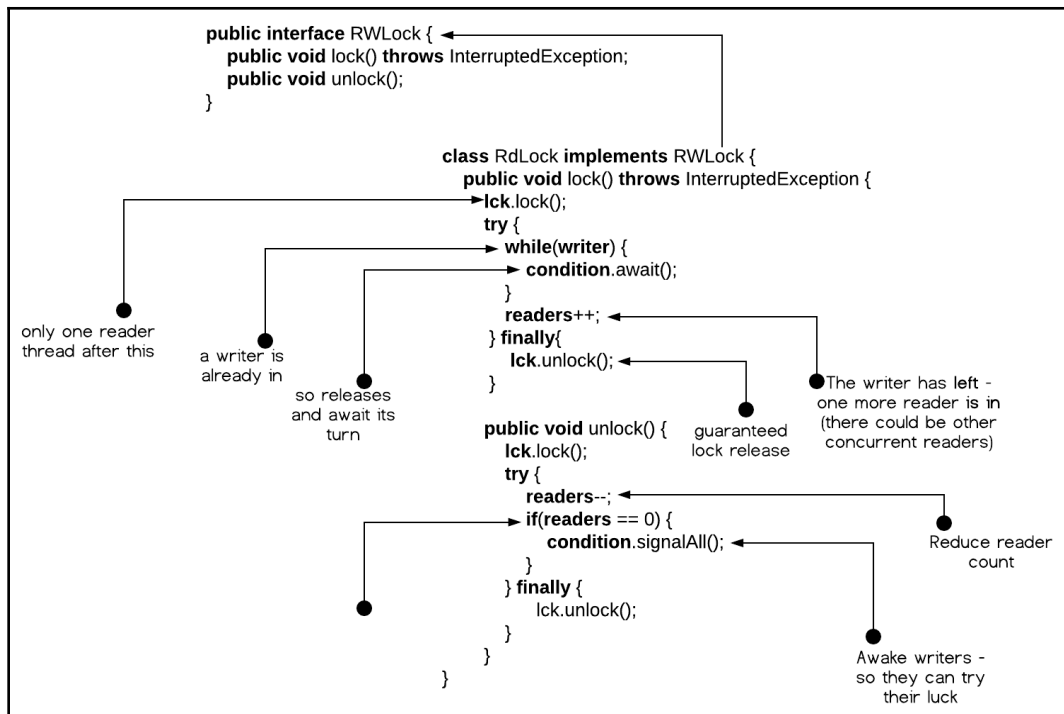 public interface RWLock {
public void lock() throws InterruptedException;
public void unlock();
}
class RdLock implements RWLock {
public void lock() throws InterruptedException {
lck.lock();
try {
while(writer) {
condition.await();
}
readers++;
} finally{
lck.unlock();
}
only one reader
thread after this
a writer is
already in
so releases
and await its
turn
The writer has left -
one more reader is in
(there could be other
concurrent readers)
guaranteed
lock release
public void unlock() {
lck.lock();
try {
readers--;
if(readers == 0) {
condition.signalAll();
}
} finally {
lck.unlock();
}
}
}
Reduce reader
count
Awake writers -
so they can try
their luck